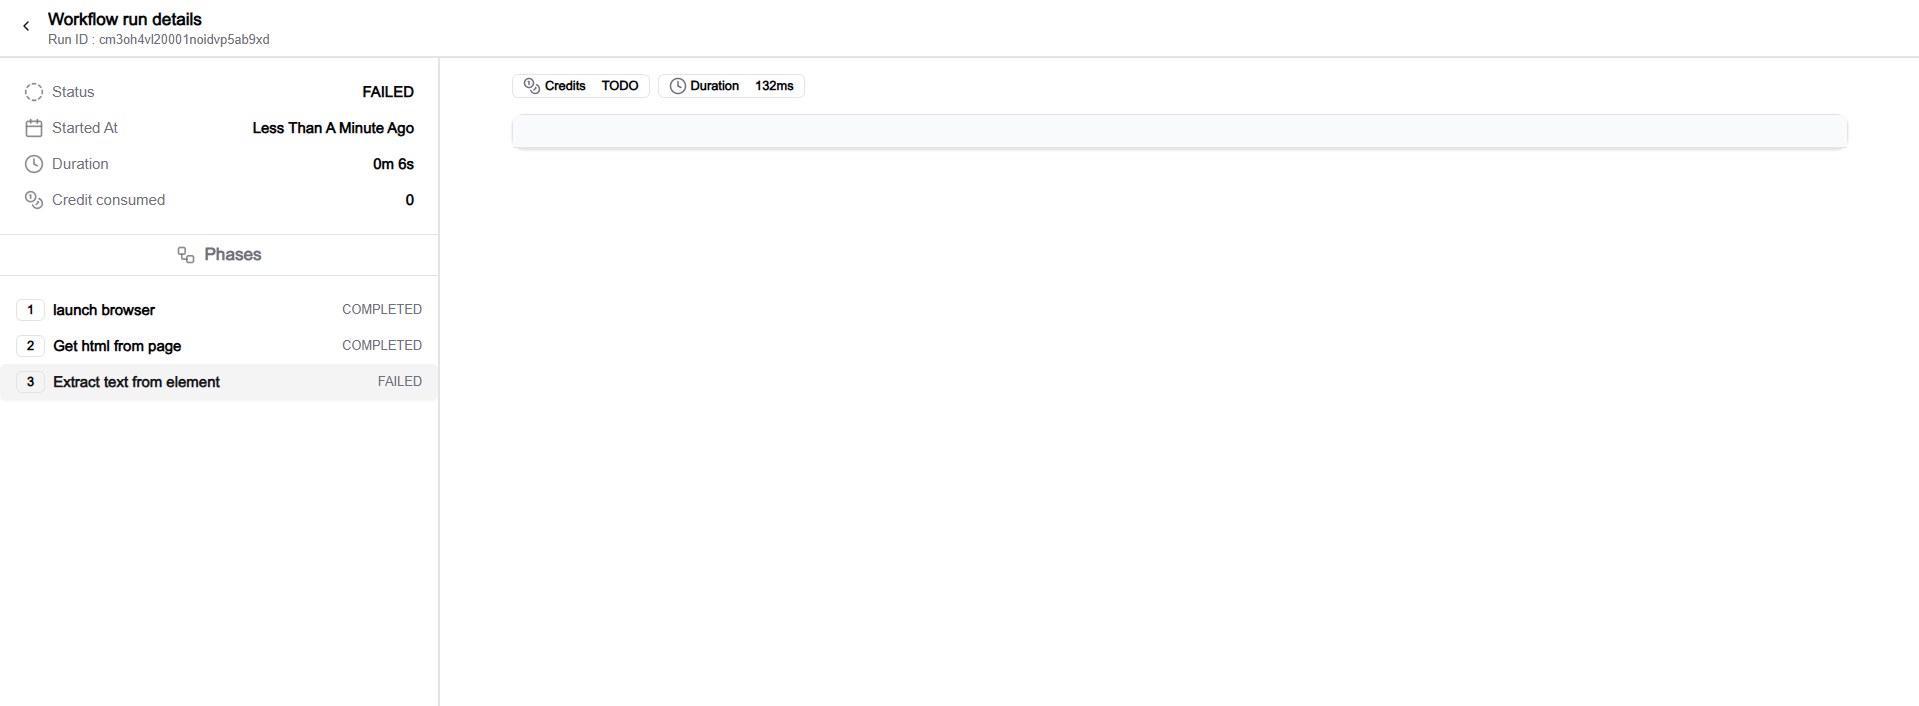 Workflow run details
Run ID : cm3oh4vl20001noidvp5ab9xd
Status FAILED
Started At Less Than A Minute Ago
Duration 0m 6s
Credit consumed 0
Phases
1 launch browser COMPLETED
2 Get html from page COMPLETED
3 Extract text from element FAILED
Credits TODO Duration 132ms